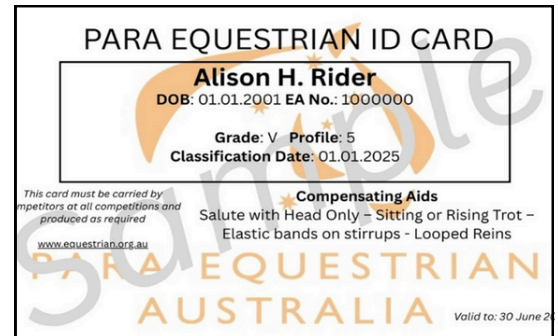 PARA EQUESTRIAN ID CARD
Alison H. Rider
DOB: 01.01.2001 EA No.: 1000000
Grade: V Profile: 5
Classification Date: 01.01.2025
This card must be carried by
mpetitors at all competitions and
produced as required
www.equestrian.org.au
Compensating Aids
Salute with Head Only – Sitting or Rising Trot –
Elastic bands on stirrups - Looped Reins
PARA EQUESTRIAN
AUSTRALIA
Valid to: 30 June
Sample